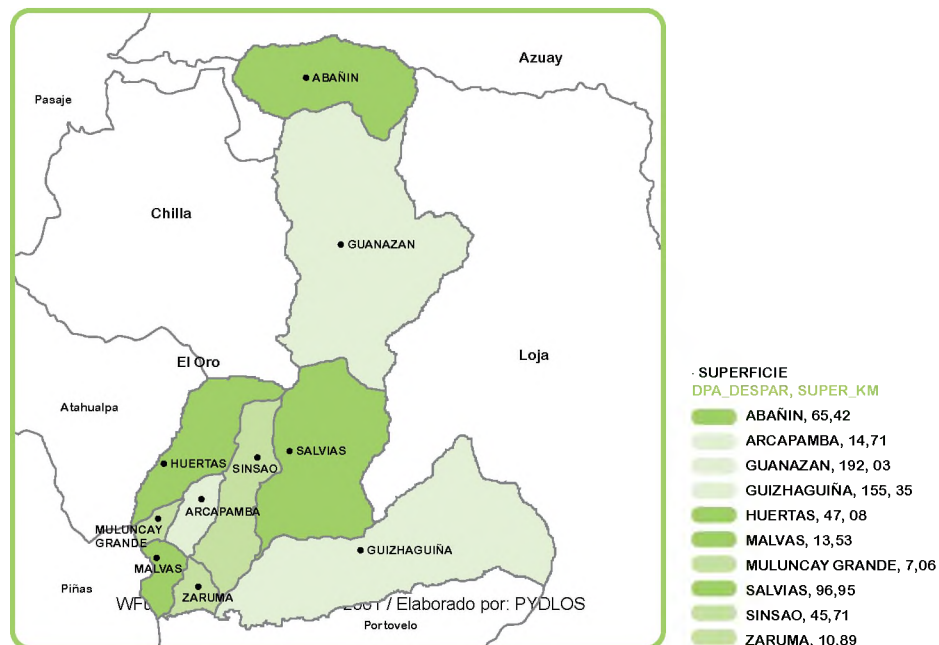 Azuay
ABAÑIN
Pasaje
Chilla
GUANAZAN
El Oro
Loja
Atahualpa
HUERTAS
SINSAO
SALVIAS
ARCAPAMBA
MULUNCAY
GRANDE
GUIZHAGUIÑA
MALVAS
Piñas
ZARUMA
/ Elaborado por: PYDLOS
Portovelo
· SUPERFICIE
DPA_DESPAR, SUPER_KM
ABAÑIN, 65,42
ARCAPAMBA, 14,71
GUANAZAN, 192, 03
GUIZHAGUIÑA, 155, 35
HUERTAS, 47, 08
MALVAS, 13,53
MULUNCAY GRANDE, 7,06
SALVIAS, 96,95
SINSAO, 45,71
ZARUMA, 10,89